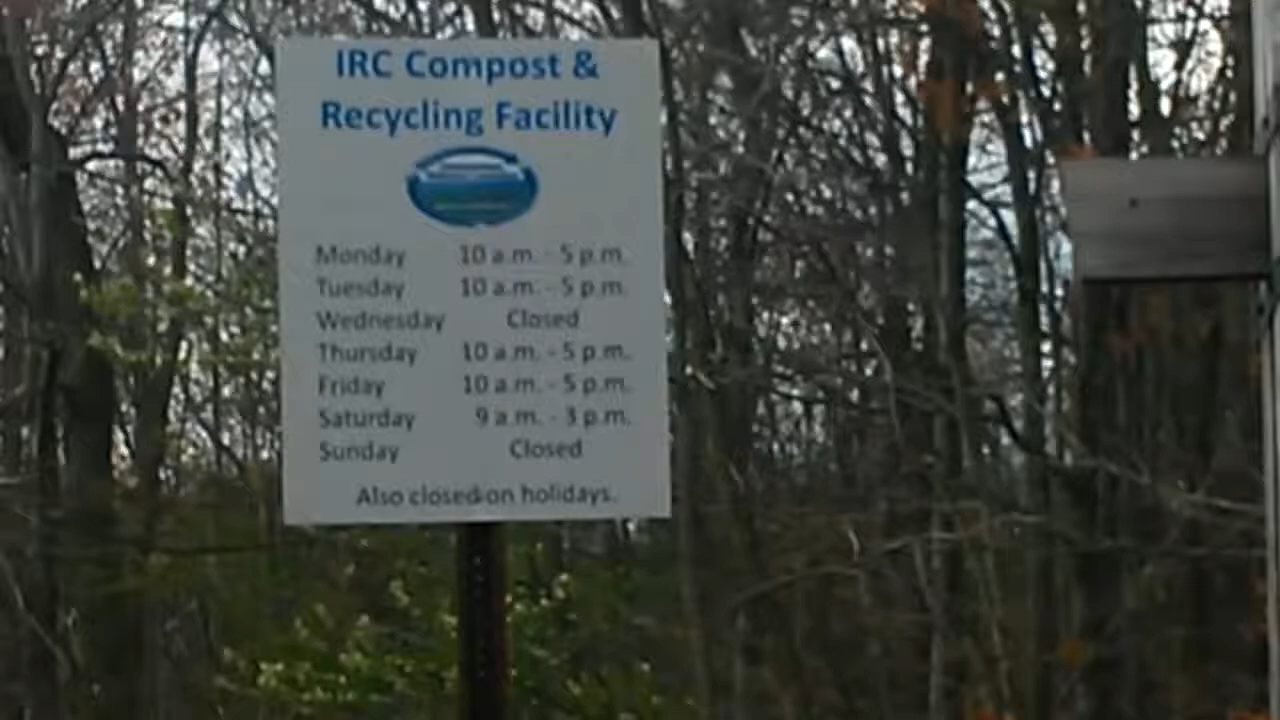 IRC Compost &
Recycling Facility
Monday 10 a.m. - 5 p.m.
Tuesday 10 a.m. - 5 p.m.
Wednesday Closed
Thursday 10 a.m. - 5 p.m.
Friday 10 a.m. - 5 p.m.
Saturday 9 a.m. - 3 p.m.
Sunday Closed
Also closed on holidays.